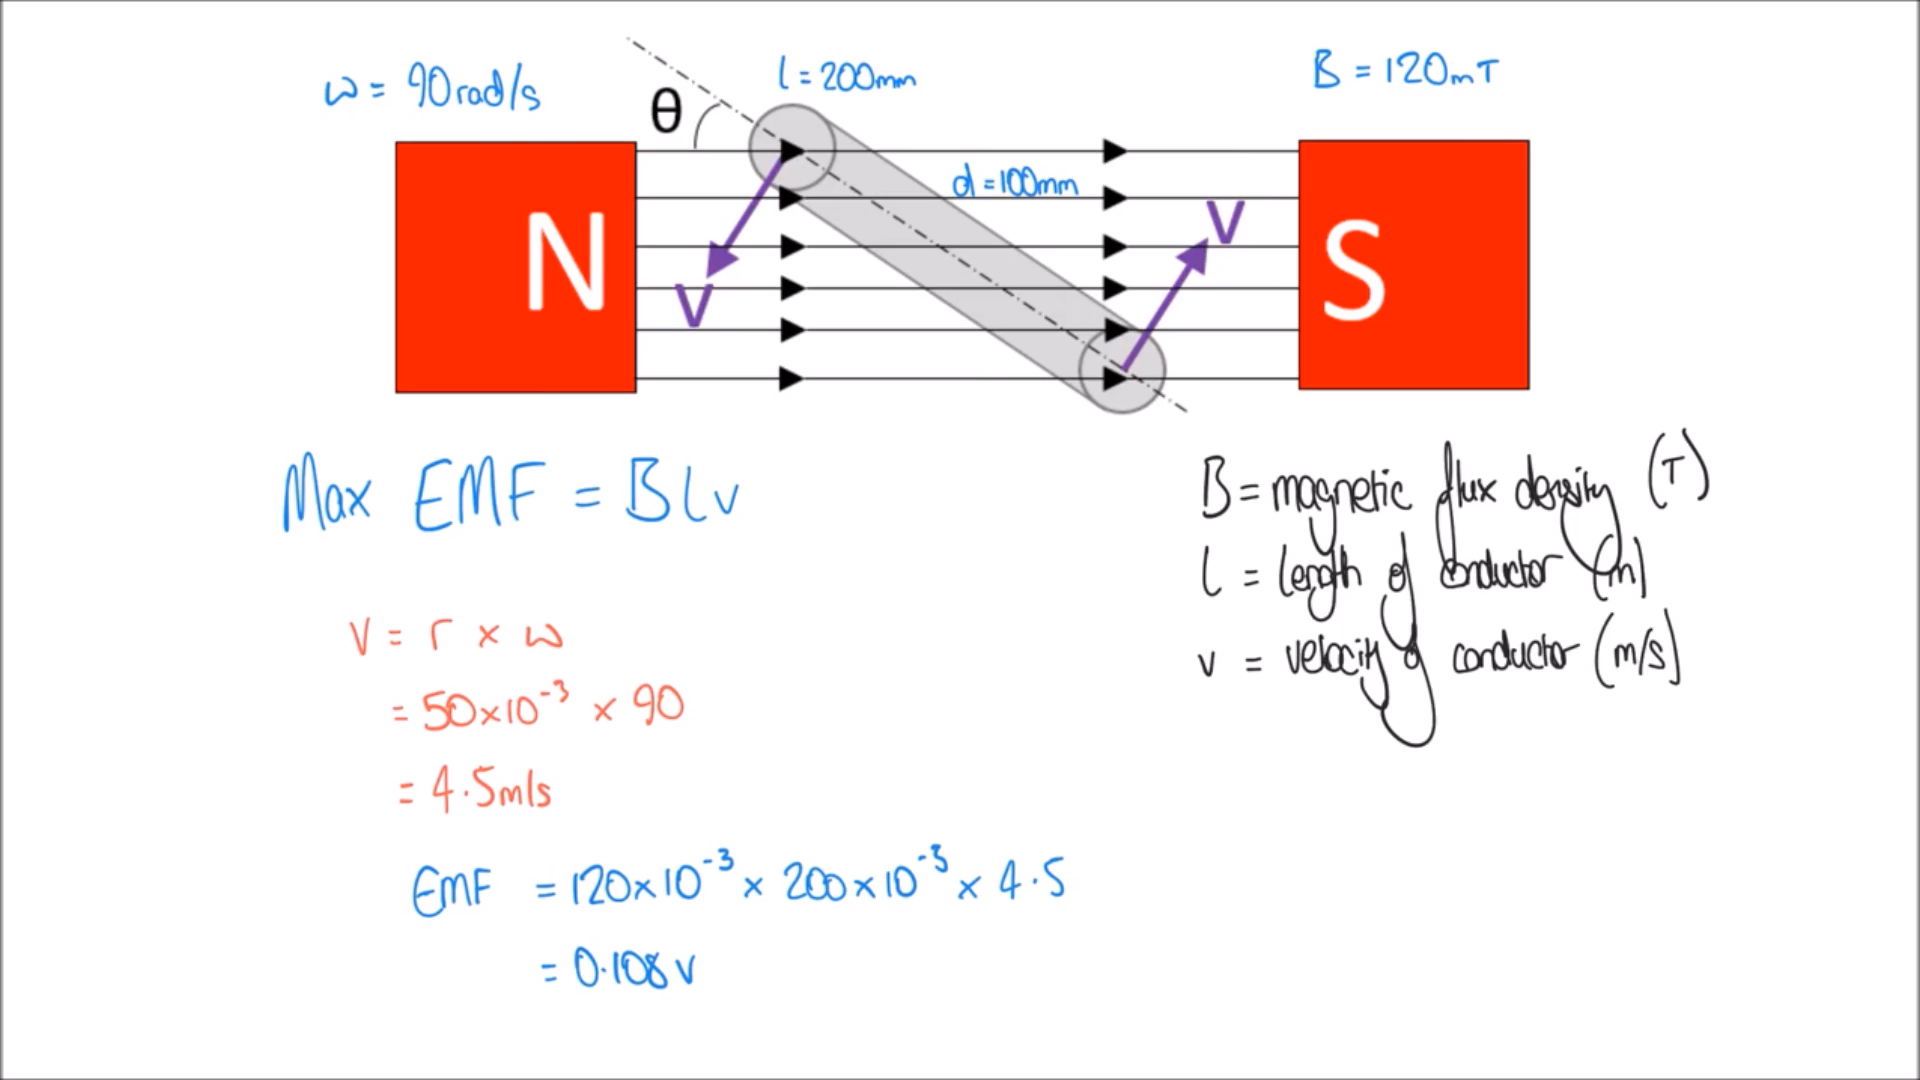 ω = 90rad/s
l = 200mm
B = 120mT
θ
d = 100mm
N
V
V
S
Max EMF = Blv
B = magnetic flux density (T)
l = length of conductor (m)
v = velocity of conductor (m/s)
V = r × ω
= 50×10⁻³ × 90
= 4.5m/s
EMF = 120×10⁻³ × 200×10⁻³ × 4.5
= 0.108v